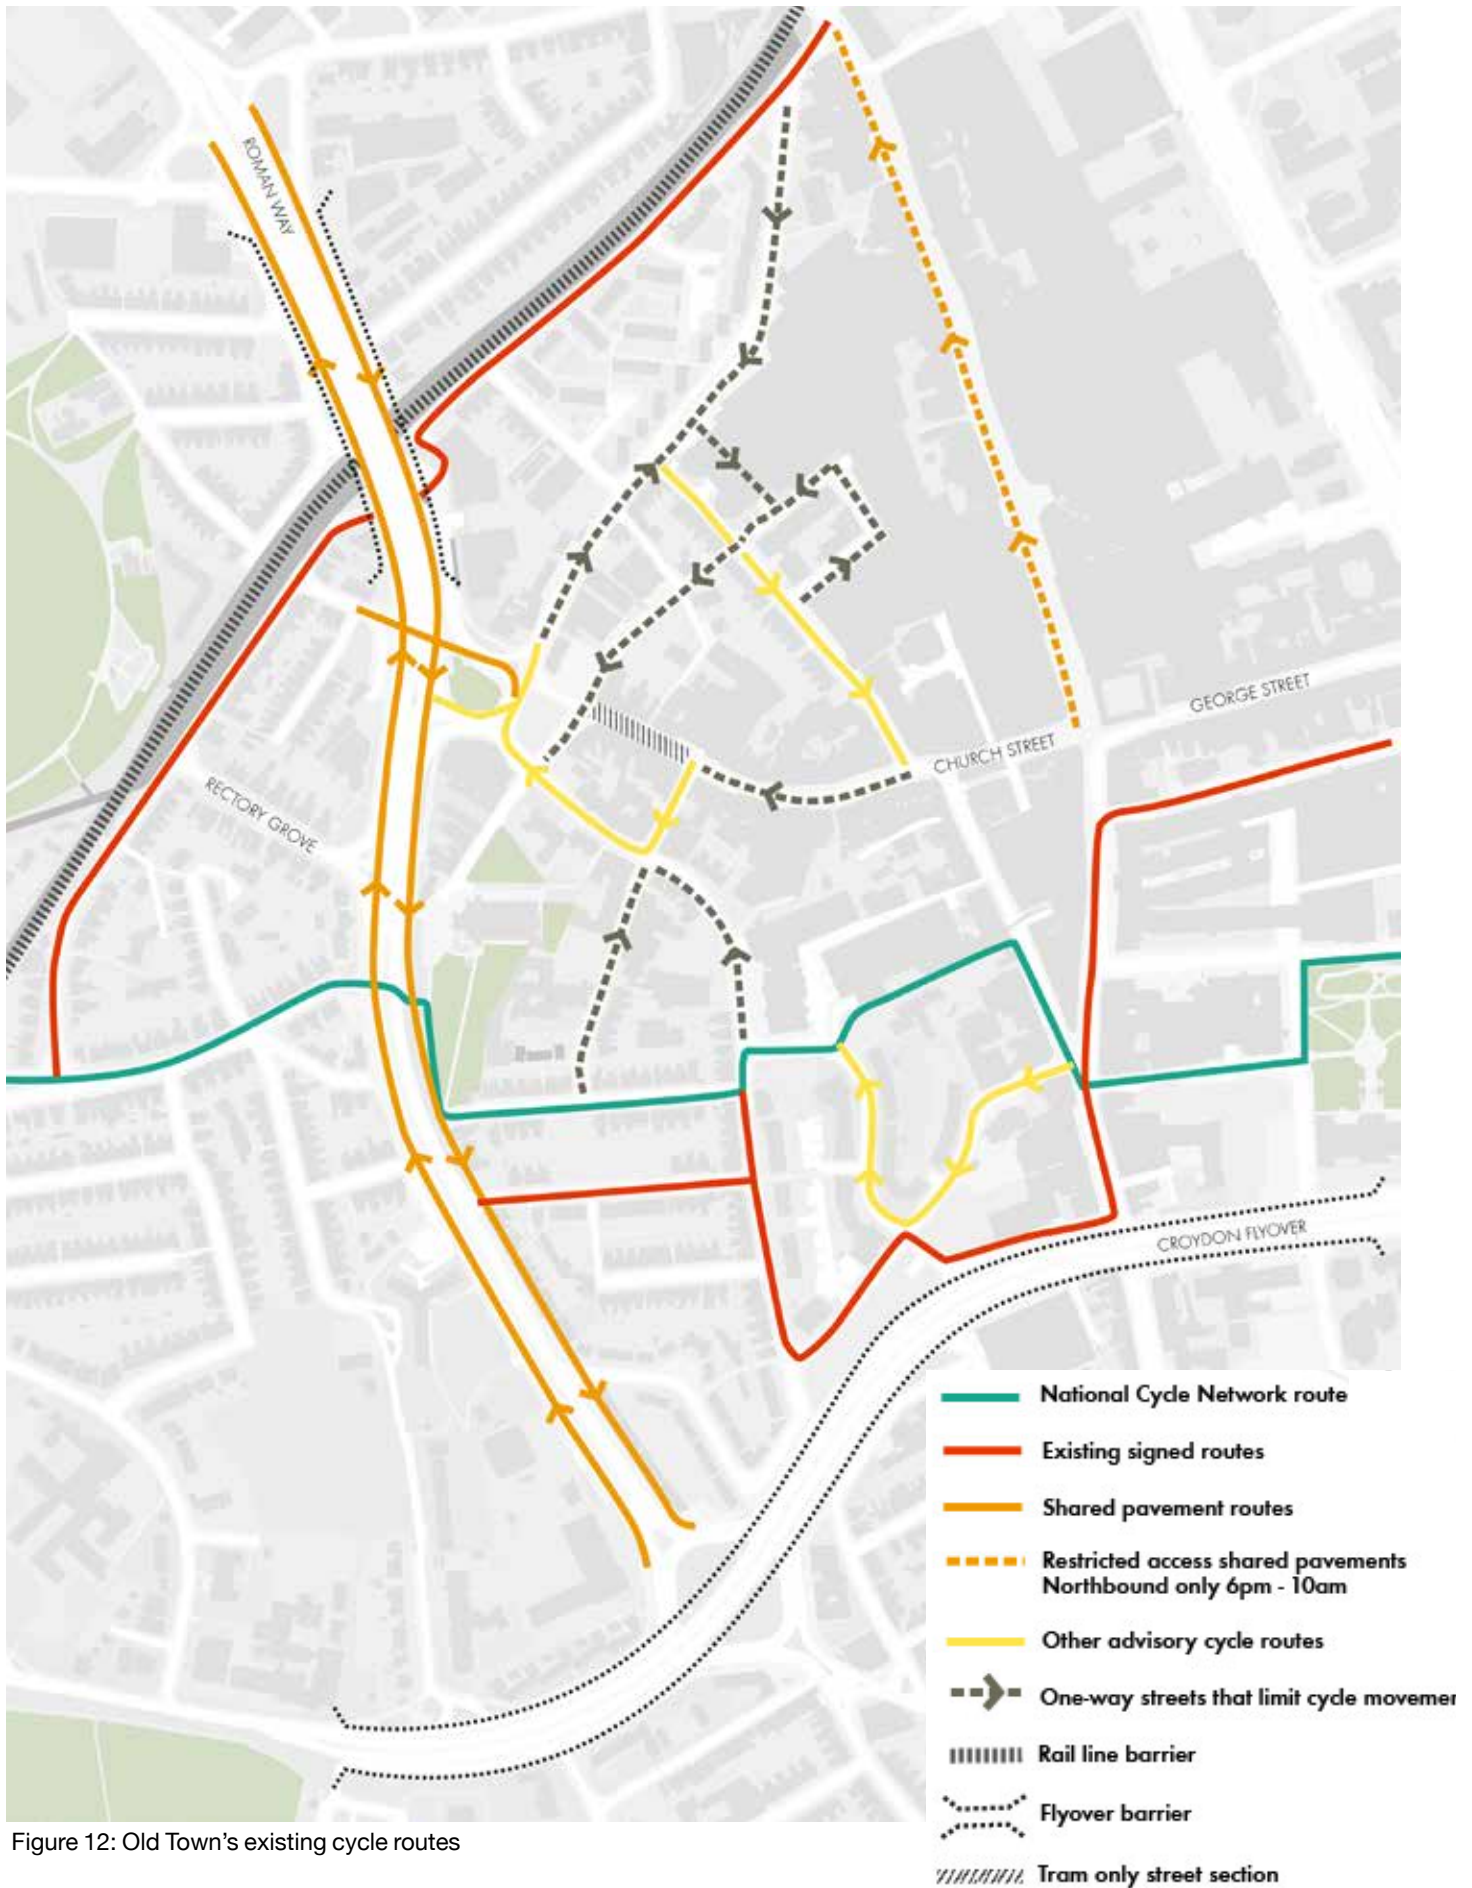 ROMAN WAY
GEORGE STREET
CHURCH STREET
RECTORY GROVE
CROYDON FLYOVER
National Cycle Network route
Existing signed routes
Shared pavement routes
Restricted access shared pavements
Northbound only 6pm - 10am
Other advisory cycle routes
One-way streets that limit cycle movemen
Rail line barrier
Flyover barrier
Tram only street section
Figure 12: Old Town's existing cycle routes